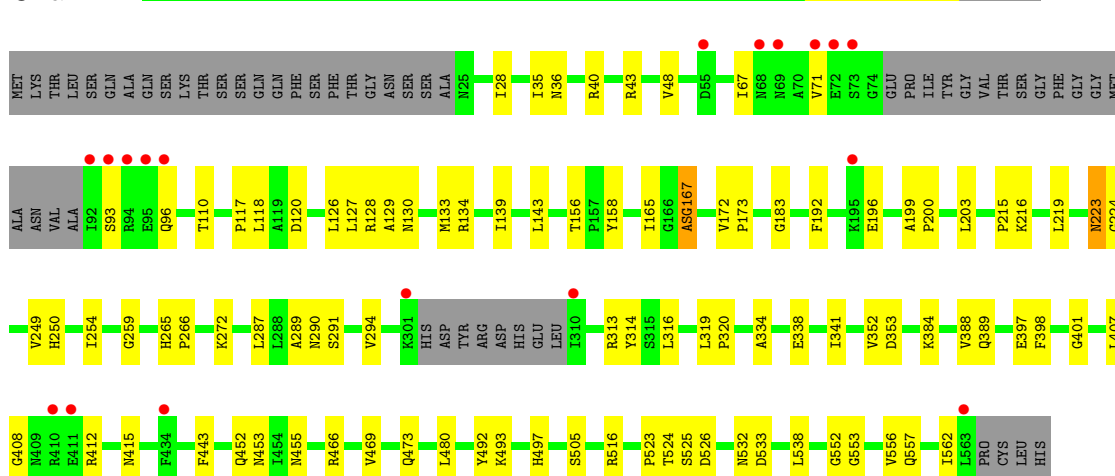 MET LYS THR LEU SER GLN ALA GLN SER LYS THR SER SER GLN GLN PHE SER PHE THR GLY ASN SER SER ALA N25 I28 I35 N36 R40 R43 V48 D55 I67 N68 N69 A70 V71 E72 S73 G74 GLU PRO ILE TYR GLY VAL THR SER GLY PHE GLY GLY MET
ALA ASN VAL ALA I92 S93 R94 E95 Q96 T110 P117 L118 A119 D120 L126 L127 R128 A129 N130 M133 R134 I139 L143 T156 P157 Y158 I165 G166 ASG167 V172 P173 G183 F192 K195 E196 A199 P200 L203 P215 K216 L219 N223 G224
V249 H250 I254 G259 H265 P266 K272 L287 L288 A289 N290 S291 V294 K301 HIS ASP TYR ARG ASP HIS GLU LEU I310 R313 Y314 S315 L316 L319 P320 A334 E338 I341 V352 D353 K384 V388 Q389 E397 F398 G401 L407
G408 N409 R410 E411 R412 N415 F434 F443 Q452 N453 I454 N455 R466 V469 Q473 L480 Y492 K493 H497 S505 R516 P523 T524 S525 D526 N532 D533 L538 G552 G553 V556 Q557 I562 L563 PRO CYS LEU HIS